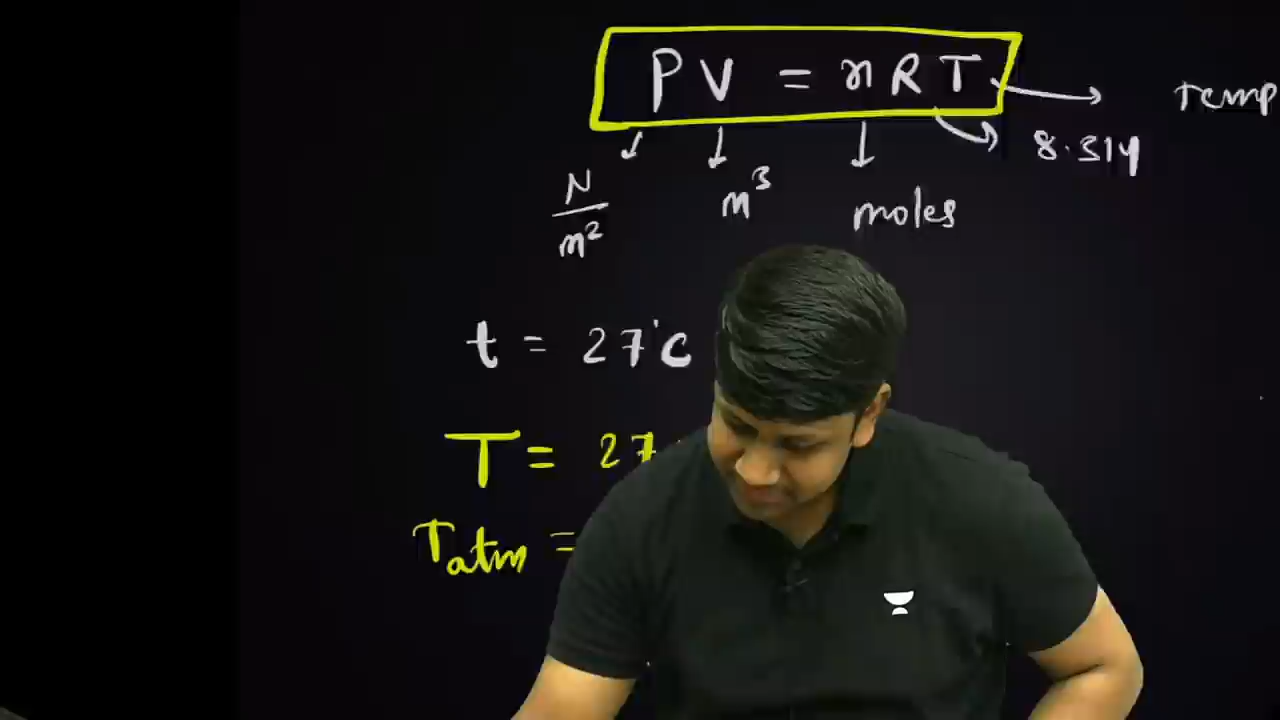 PV = nRT
Temp
8.314
N/m² m³ moles
t = 27°C
T = 27
Tatm =